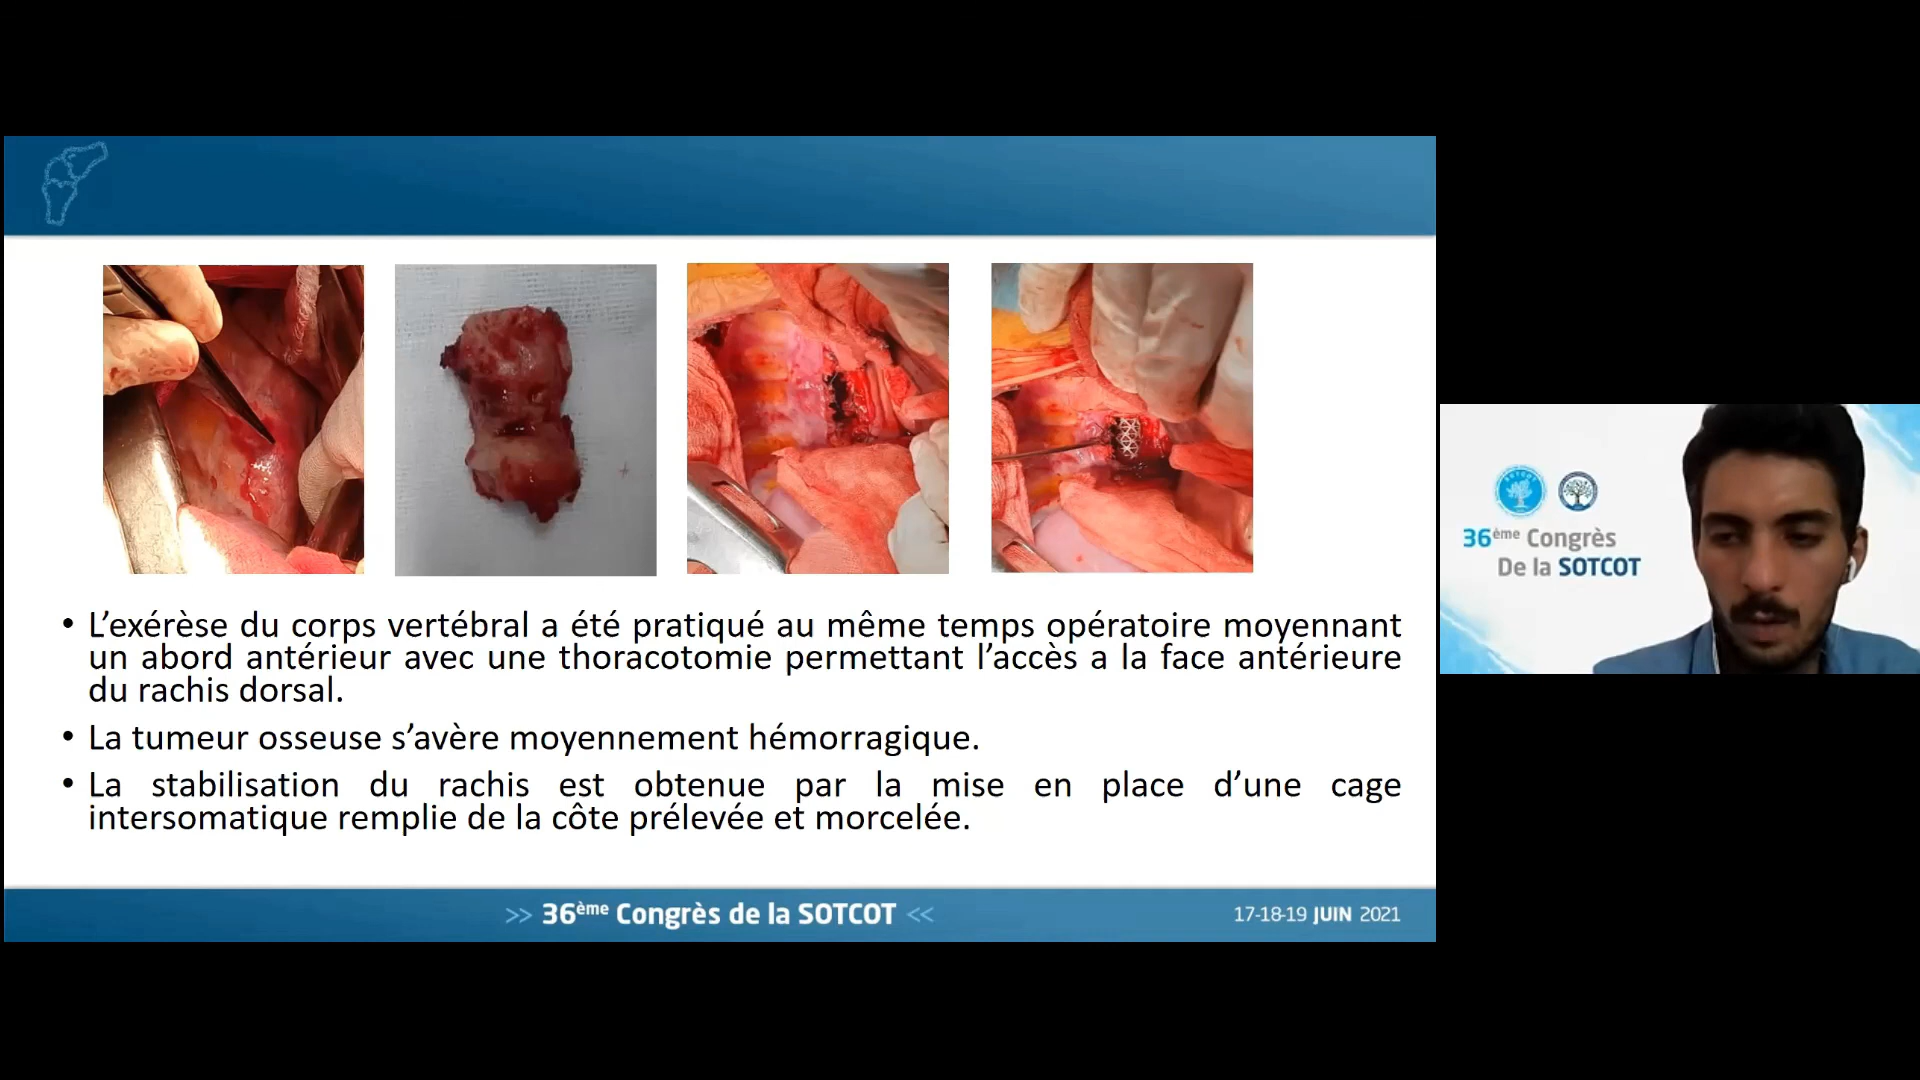 • L’exérèse du corps vertébral a été pratiqué au même temps opératoire moyennant
un abord antérieur avec une thoracotomie permettant l’accès a la face antérieure
du rachis dorsal.
• La tumeur osseuse s’avère moyennement hémorragique.
• La stabilisation du rachis est obtenue par la mise en place d’une cage
intersomatique remplie de la côte prélevée et morcelée.
>> 36ème Congrès de la SOTCOT <<
17-18-19 JUIN 2021
36ème Congrès
De la SOTCOT